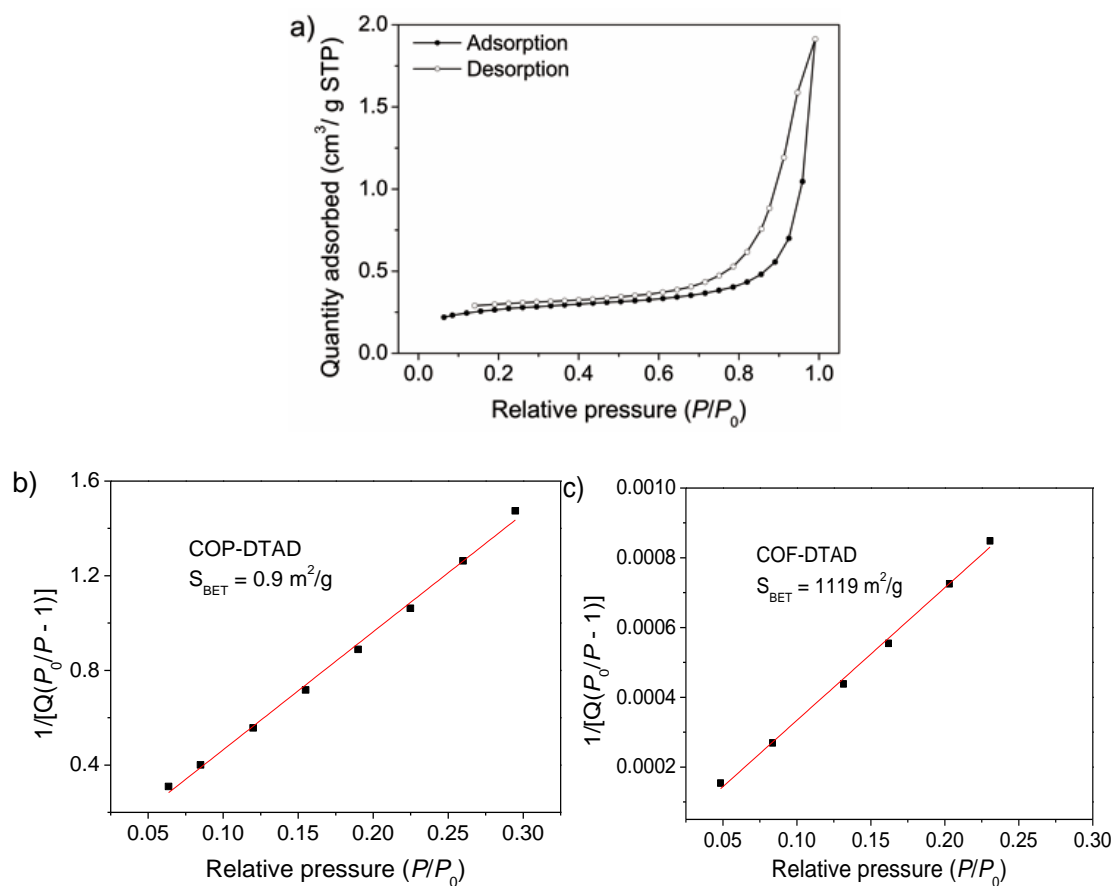 a)
Quantity adsorbed (cm³/ g STP)
2.0
1.5
1.0
0.5
0.0
Adsorption
Desorption
0.0 0.2 0.4 0.6 0.8 1.0
Relative pressure (P/P₀)
b)
1/[Q(P₀/P - 1)]
1.6
1.2
0.8
0.4
COP-DTAD
S_BET = 0.9 m²/g
0.05 0.10 0.15 0.20 0.25 0.30
Relative pressure (P/P₀)
c)
1/[Q(P₀/P - 1)]
0.0010
0.0008
0.0006
0.0004
0.0002
COF-DTAD
S_BET = 1119 m²/g
0.05 0.10 0.15 0.20 0.25 0.30
Relative pressure (P/P₀)